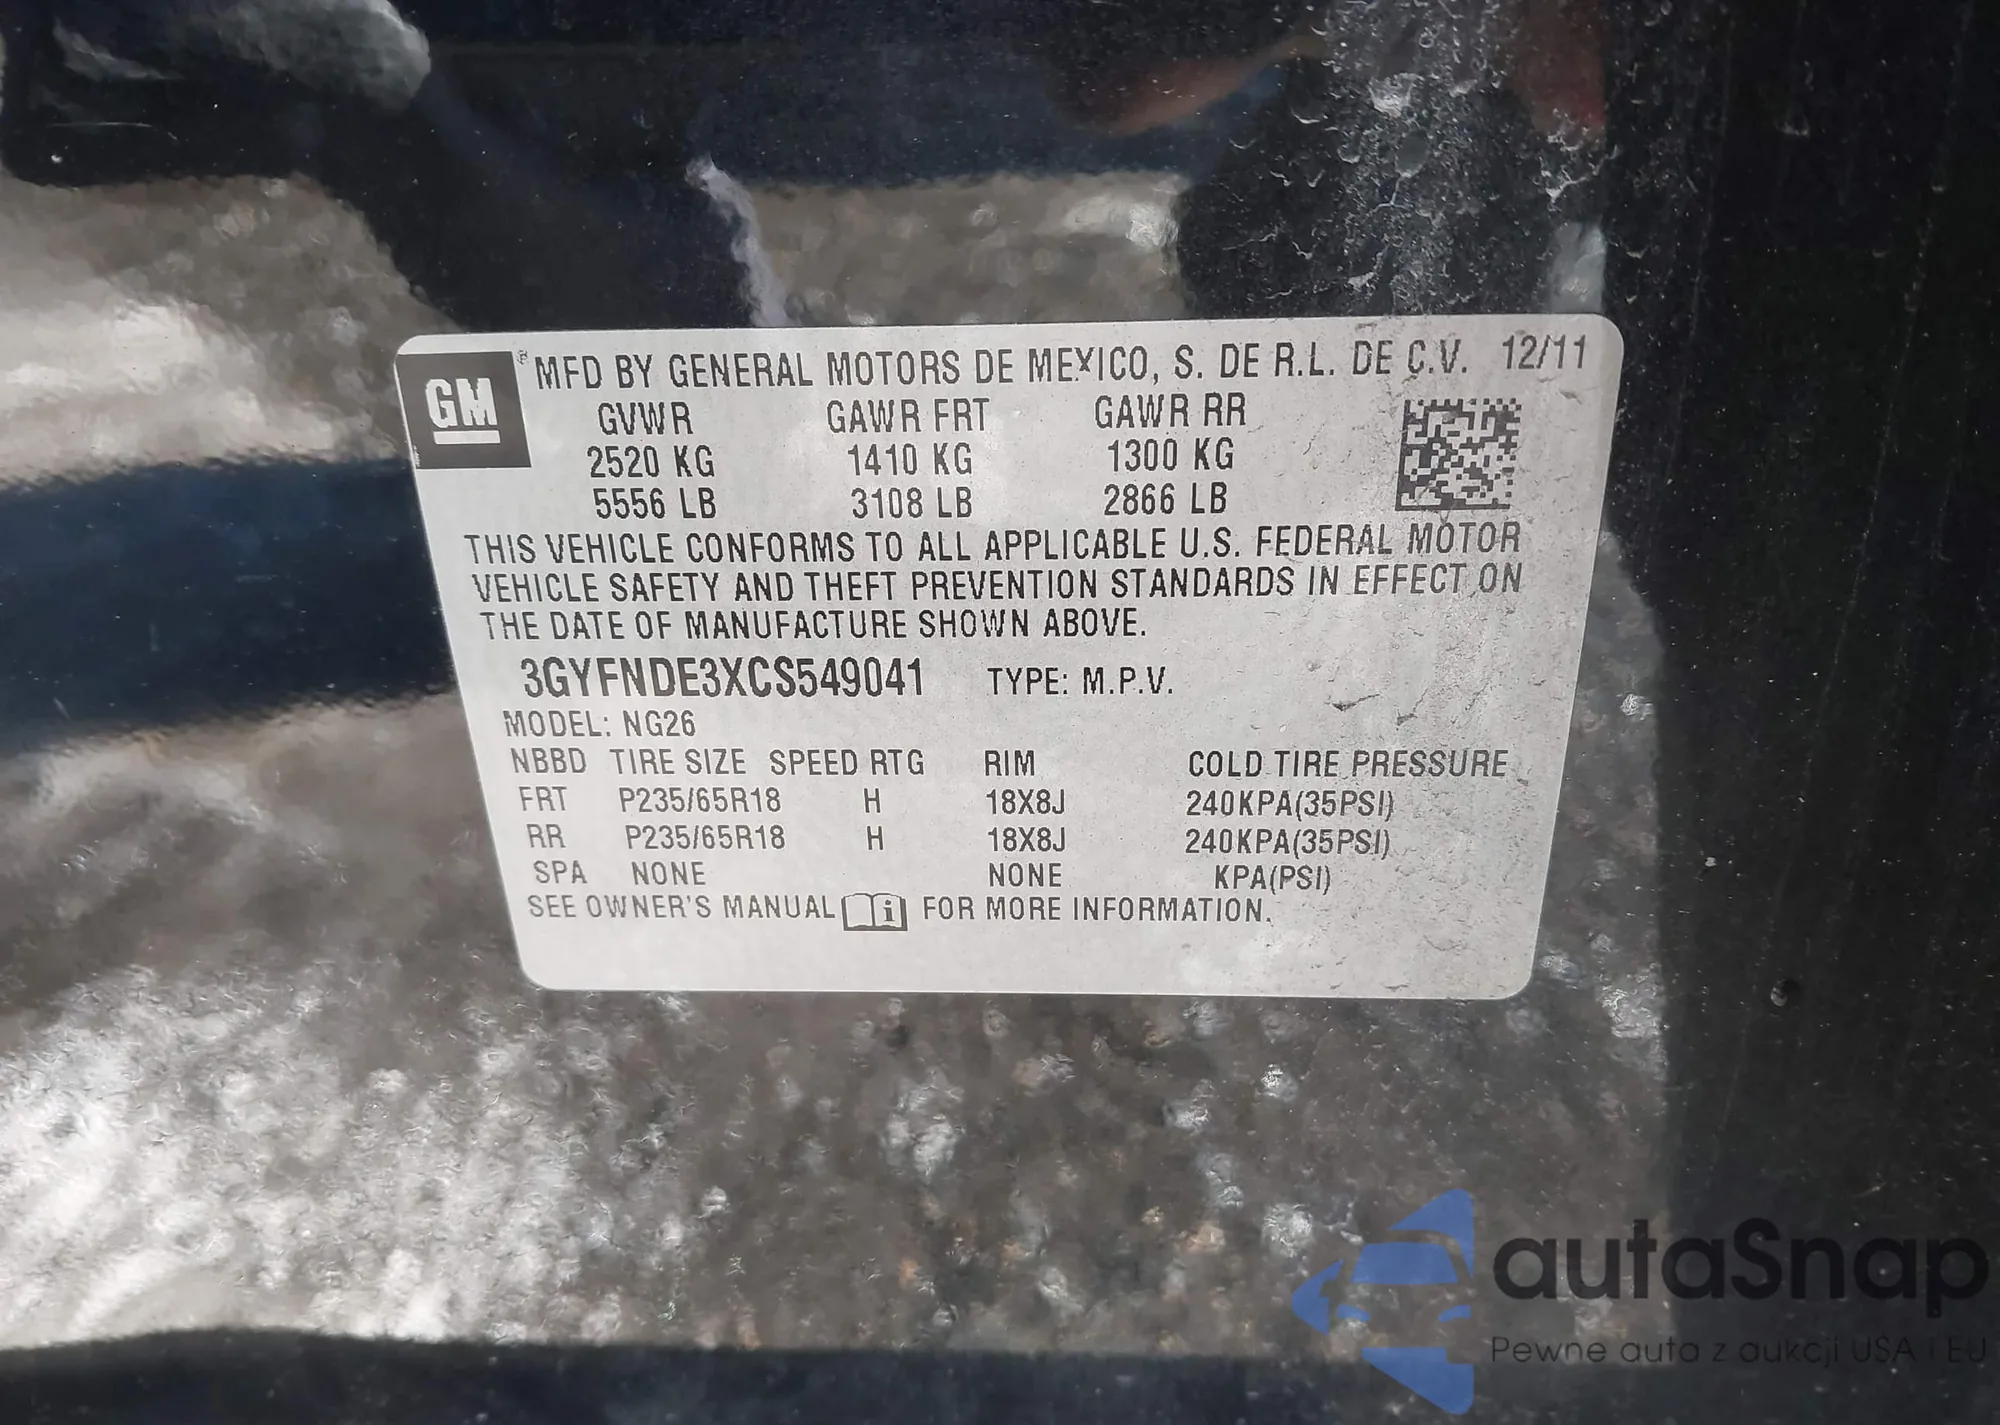 GM ® MFD BY GENERAL MOTORS DE MEXICO, S. DE R.L. DE C.V. 12/11
GVWR GAWR FRT GAWR RR
2520 KG 1410 KG 1300 KG
5556 LB 3108 LB 2866 LB
THIS VEHICLE CONFORMS TO ALL APPLICABLE U.S. FEDERAL MOTOR
VEHICLE SAFETY AND THEFT PREVENTION STANDARDS IN EFFECT ON
THE DATE OF MANUFACTURE SHOWN ABOVE.
3GYFNDE3XCS549041 TYPE: M.P.V.
MODEL: NG26
NBBD TIRE SIZE SPEED RTG RIM COLD TIRE PRESSURE
FRT P235/65R18 H 18X8J 240KPA(35PSI)
RR P235/65R18 H 18X8J 240KPA(35PSI)
SPA NONE NONE KPA(PSI)
SEE OWNER'S MANUAL i FOR MORE INFORMATION.
autaSnap
Pewne auta z aukcji USA i EU